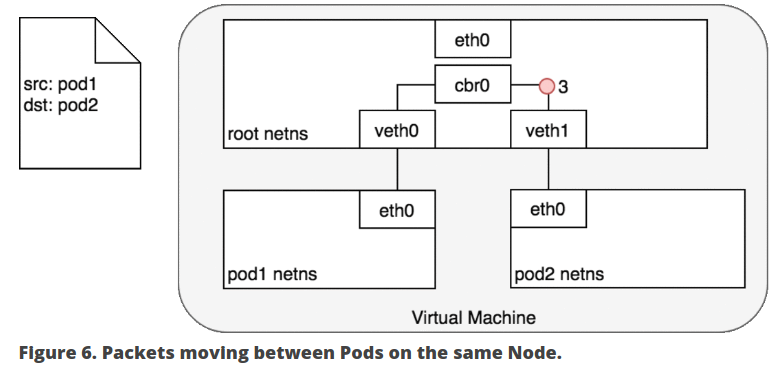 src: pod1
dst: pod2
eth0
cbr0
3
root netns
veth0
veth1
eth0
eth0
pod1 netns
pod2 netns
Virtual Machine
Figure 6. Packets moving between Pods on the same Node.